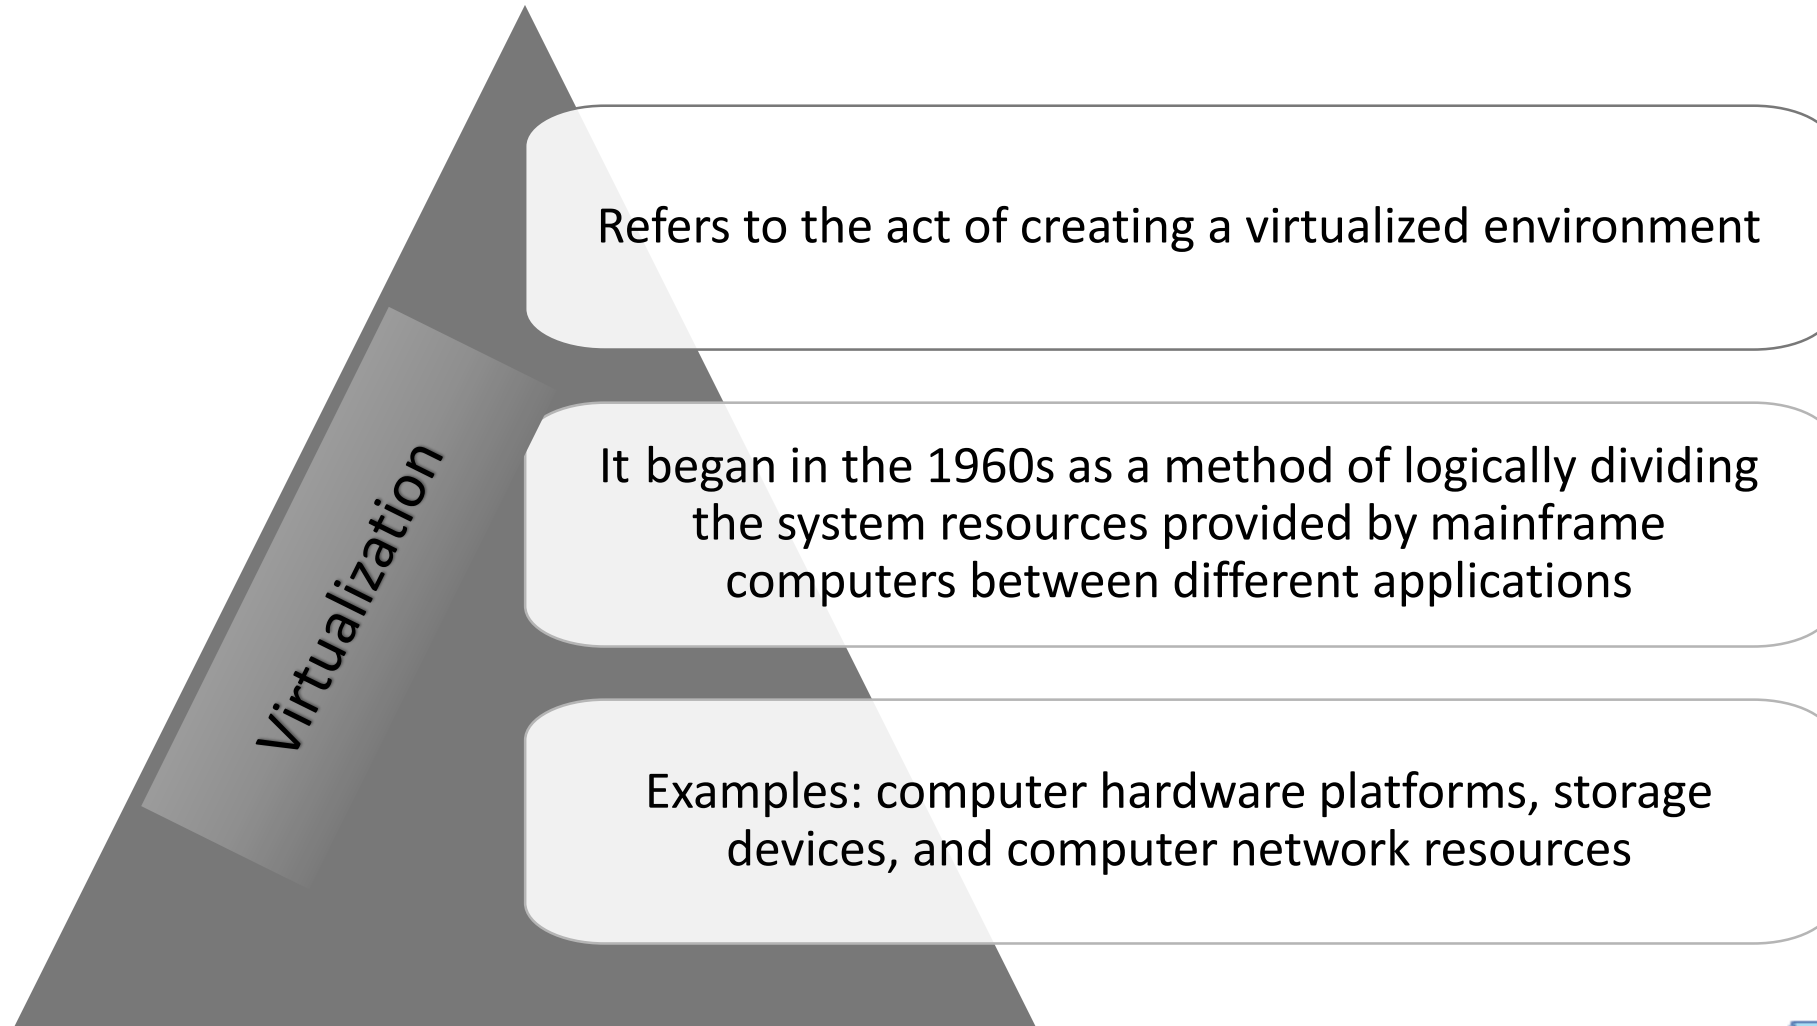 Virtualization
Refers to the act of creating a virtualized environment
It began in the 1960s as a method of logically dividing
the system resources provided by mainframe
computers between different applications
Examples: computer hardware platforms, storage
devices, and computer network resources